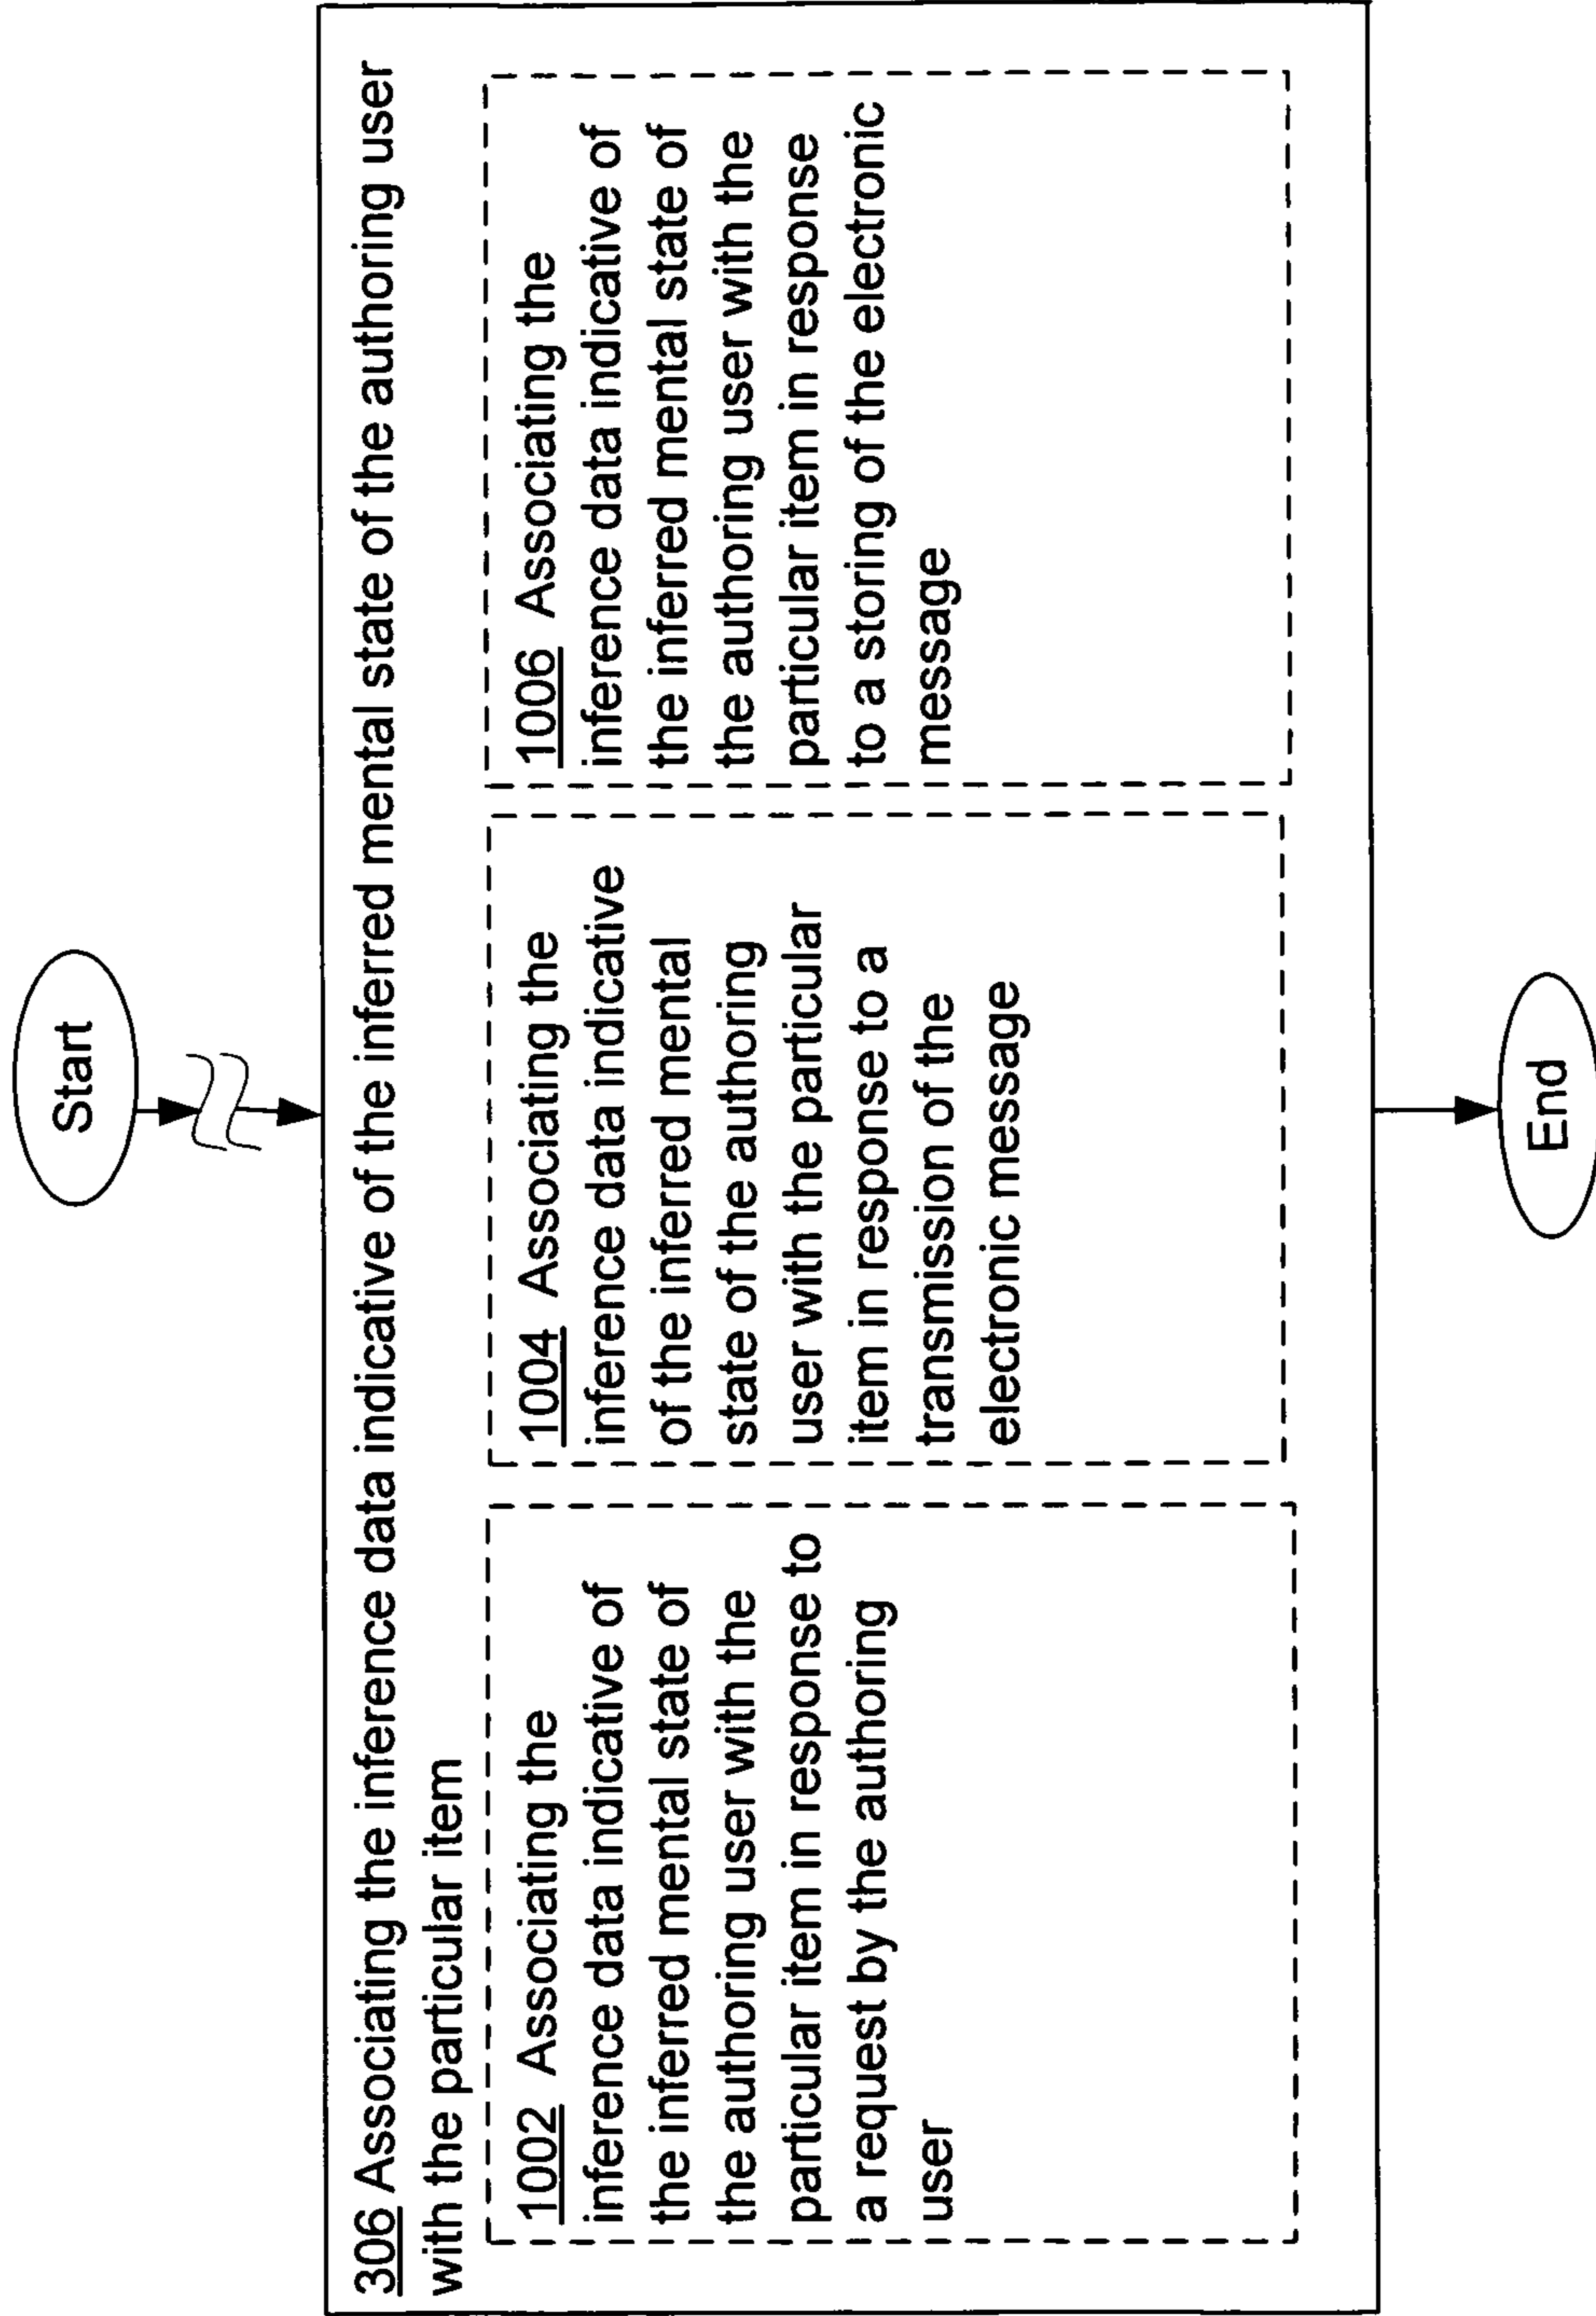 Start
306 Associating the inference data indicative of the inferred mental state of the authoring user
with the particular item
1002 Associating the
inference data indicative of
the inferred mental state of
the authoring user with the
particular item in response to
a request by the authoring
user
1004 Associating the
inference data indicative
of the inferred mental
state of the authoring
user with the particular
item in response to a
transmission of the
electronic message
1006 Associating the
inference data indicative of
the inferred mental state of
the authoring user with the
particular item in response
to a storing of the electronic
message
End